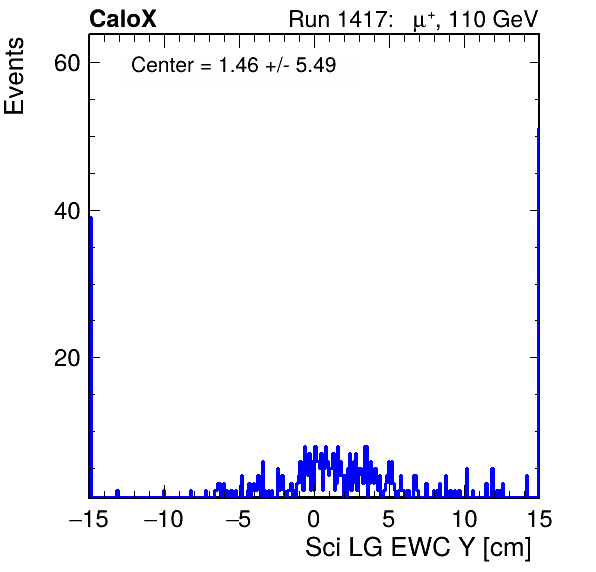 CaloX Run 1417: μ⁺, 110 GeV
Center = 1.46 +/- 5.49
Events
60
40
20
−15 −10 −5 0 5 10 15
Sci LG EWC Y [cm]